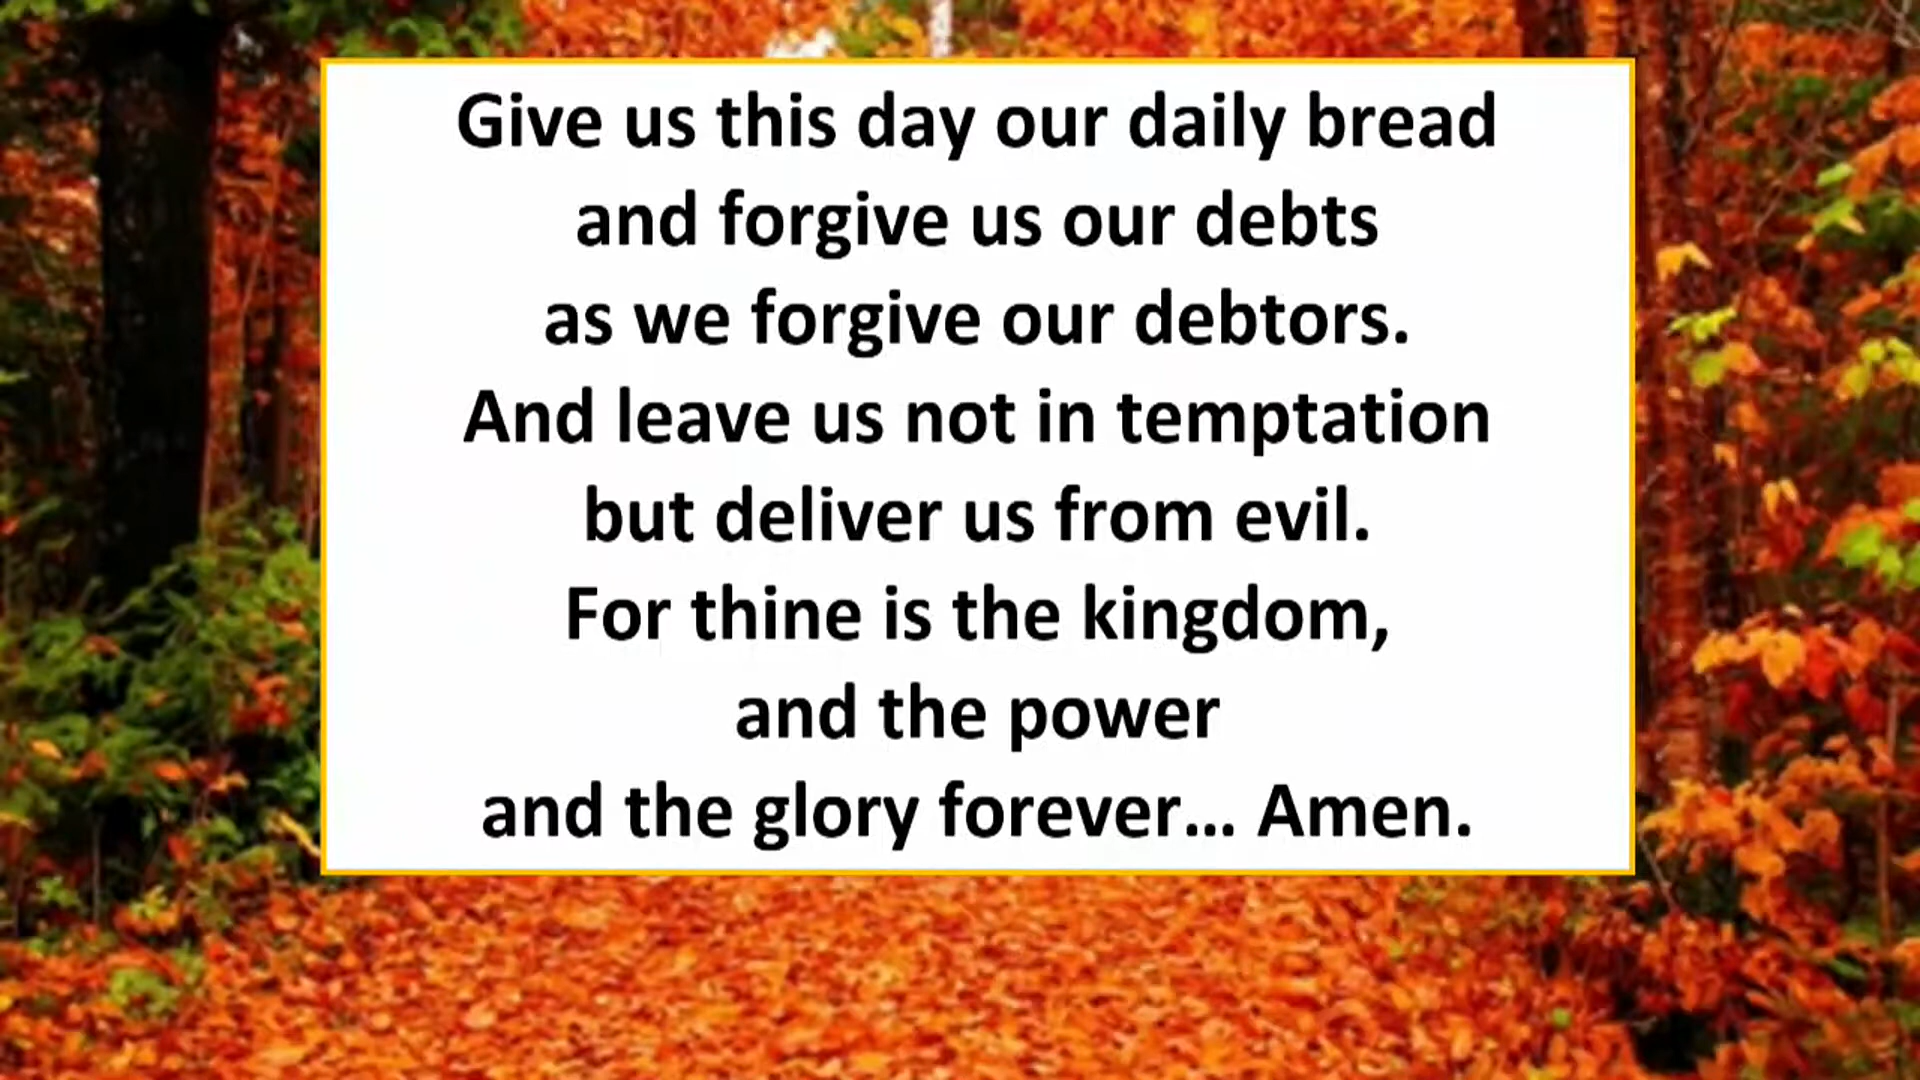 Give us this day our daily bread
and forgive us our debts
as we forgive our debtors.
And leave us not in temptation
but deliver us from evil.
For thine is the kingdom,
and the power
and the glory forever... Amen.